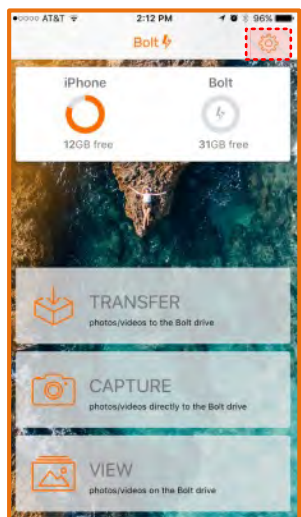 AT&T 2:12 PM 96%
Bolt
iPhone Bolt
12GB free 31GB free
TRANSFER
photos/videos to the Bolt drive
CAPTURE
photos/videos directly to the Bolt drive
VIEW
photos/videos on the Bolt drive